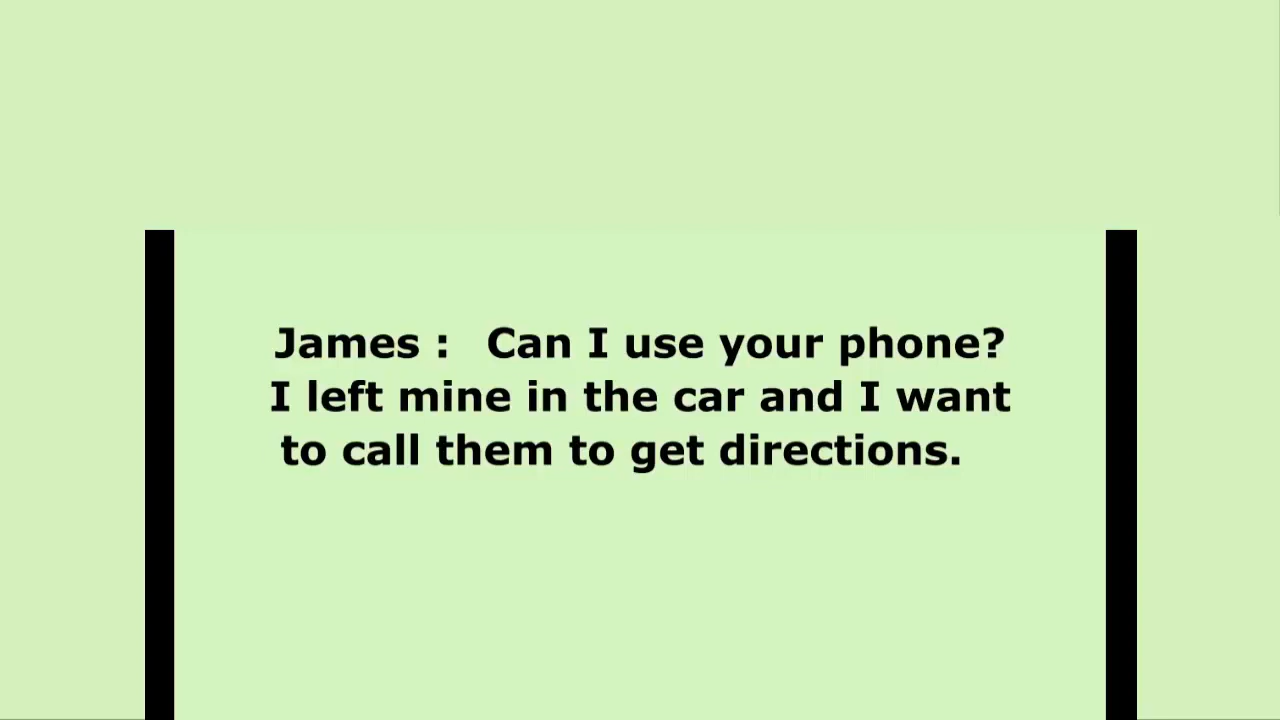 James :   Can I use your phone?
I left mine in the car and I want
to call them to get directions.